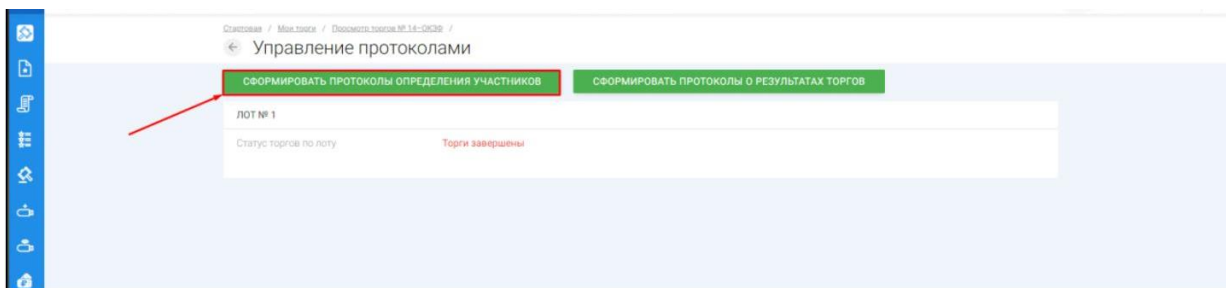 Стартовая / Мои торги / Просмотр торгов № 14-ОКЗФ /
Управление протоколами
СФОРМИРОВАТЬ ПРОТОКОЛЫ ОПРЕДЕЛЕНИЯ УЧАСТНИКОВ
СФОРМИРОВАТЬ ПРОТОКОЛЫ О РЕЗУЛЬТАТАХ ТОРГОВ
ЛОТ № 1
Статус торгов по лоту
Торги завершены